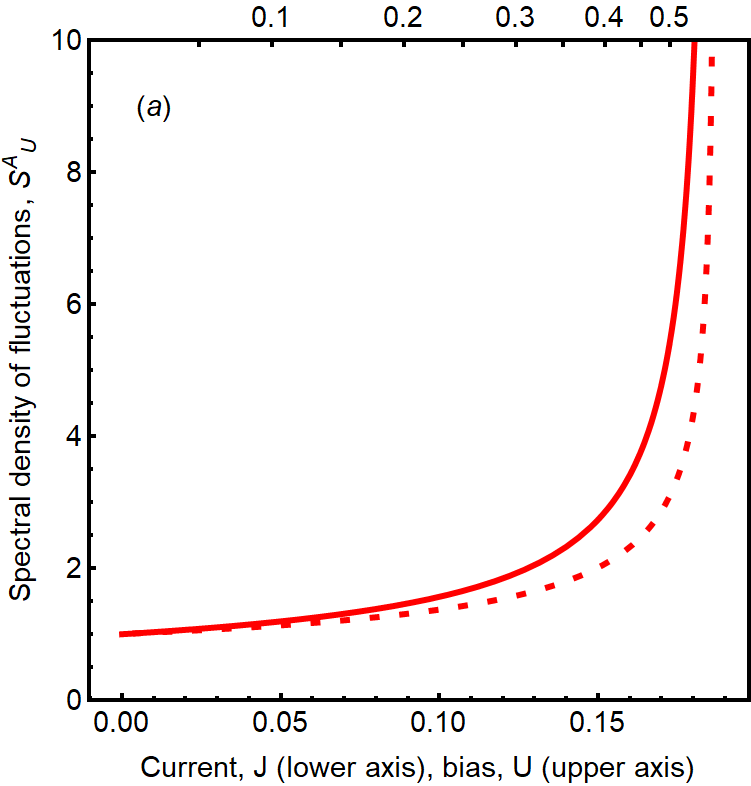 0.1 0.2 0.3 0.4 0.5
10
(a)
8
6
4
2
0
Spectral density of fluctuations, S^A_U
0.00 0.05 0.10 0.15
Current, J (lower axis), bias, U (upper axis)